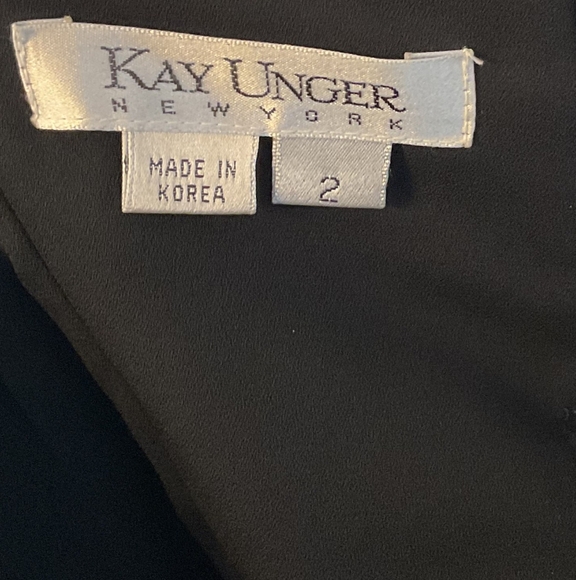 KAY UNGER
NEW YORK
MADE IN
KOREA
2